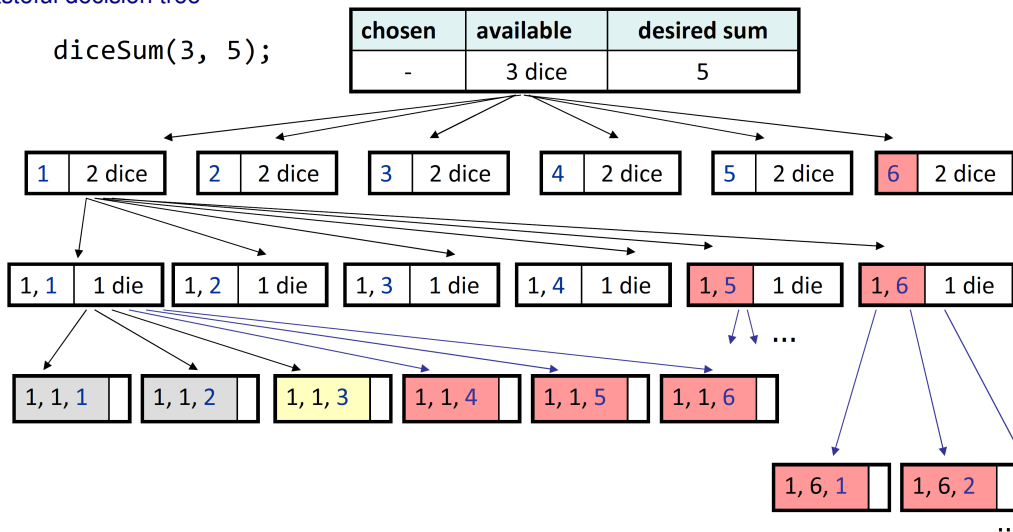 decision tree
diceSum(3, 5);
chosen available desired sum
- 3 dice 5
1 2 dice 2 2 dice 3 2 dice 4 2 dice 5 2 dice 6 2 dice
1, 1 1 die 1, 2 1 die 1, 3 1 die 1, 4 1 die 1, 5 1 die 1, 6 1 die
...
1, 1, 1 1, 1, 2 1, 1, 3 1, 1, 4 1, 1, 5 1, 1, 6
1, 6, 1 1, 6, 2
..